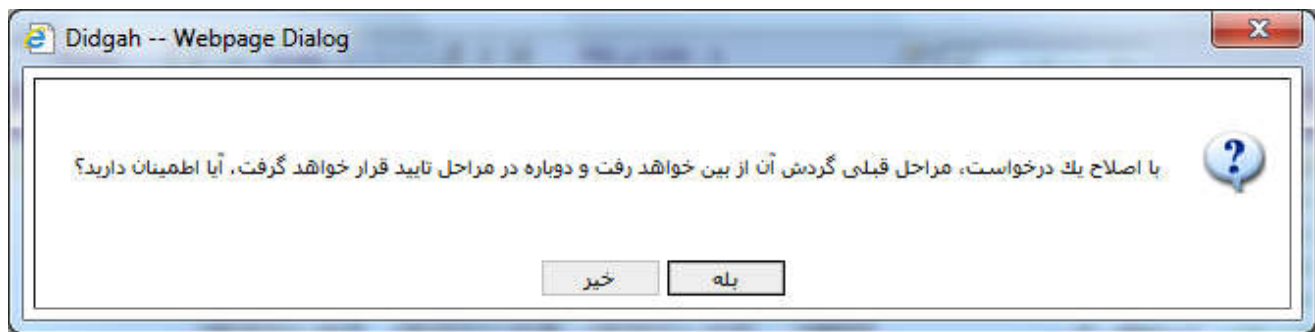 Didgah -- Webpage Dialog
با اصلاح يك درخواست، مراحل قبلی گردش آن از بین خواهد رفت و دوباره در مراحل تایید قرار خواهد گرفت، آیا اطمینان دارید؟
بله
خیر